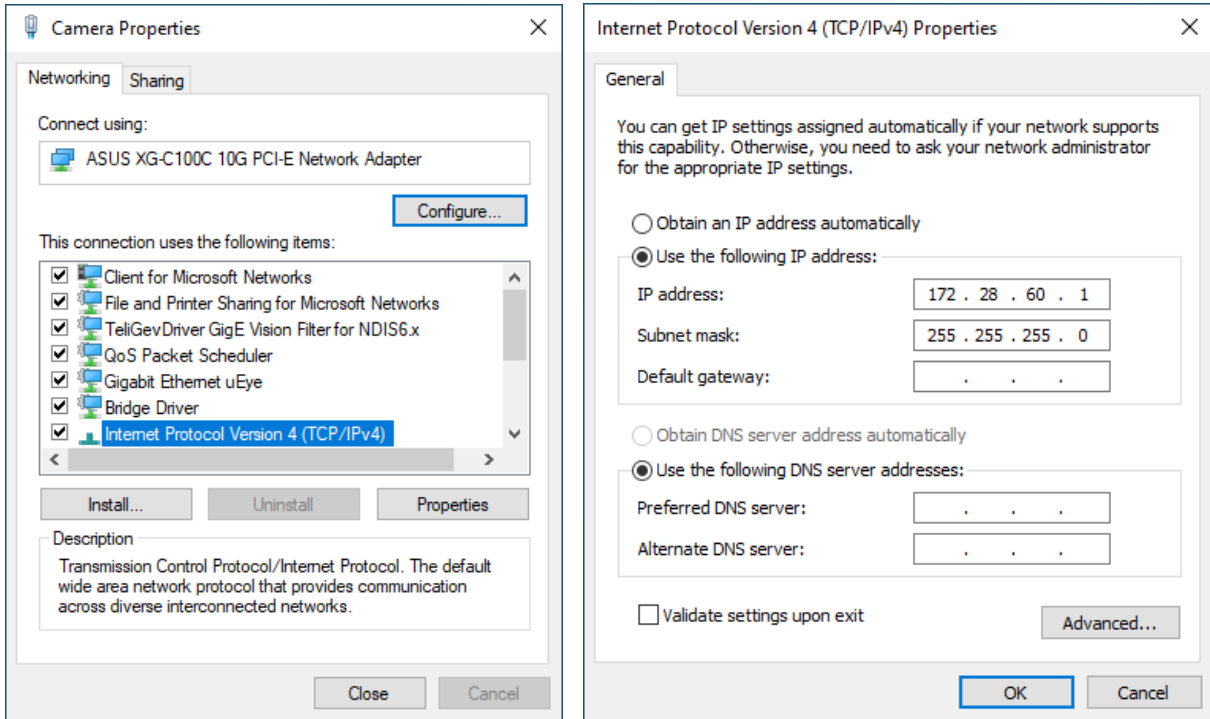 Camera Properties
Networking
Sharing
Connect using:
ASUS XG-C100C 10G PCI-E Network Adapter
Configure...
This connection uses the following items:
Client for Microsoft Networks
File and Printer Sharing for Microsoft Networks
TeliGevDriver GigE Vision Filter for NDIS6.x
QoS Packet Scheduler
Gigabit Ethernet uEye
Bridge Driver
Internet Protocol Version 4 (TCP/IPv4)
Install...
Uninstall
Properties
Description
Transmission Control Protocol/Internet Protocol. The default
wide area network protocol that provides communication
across diverse interconnected networks.
Close
Cancel
Internet Protocol Version 4 (TCP/IPv4) Properties
General
You can get IP settings assigned automatically if your network supports
this capability. Otherwise, you need to ask your network administrator
for the appropriate IP settings.
Obtain an IP address automatically
Use the following IP address:
IP address: 172 . 28 . 60 . 1
Subnet mask: 255 . 255 . 255 . 0
Default gateway: . . .
Obtain DNS server address automatically
Use the following DNS server addresses:
Preferred DNS server: . . .
Alternate DNS server: . . .
Validate settings upon exit
Advanced...
OK
Cancel